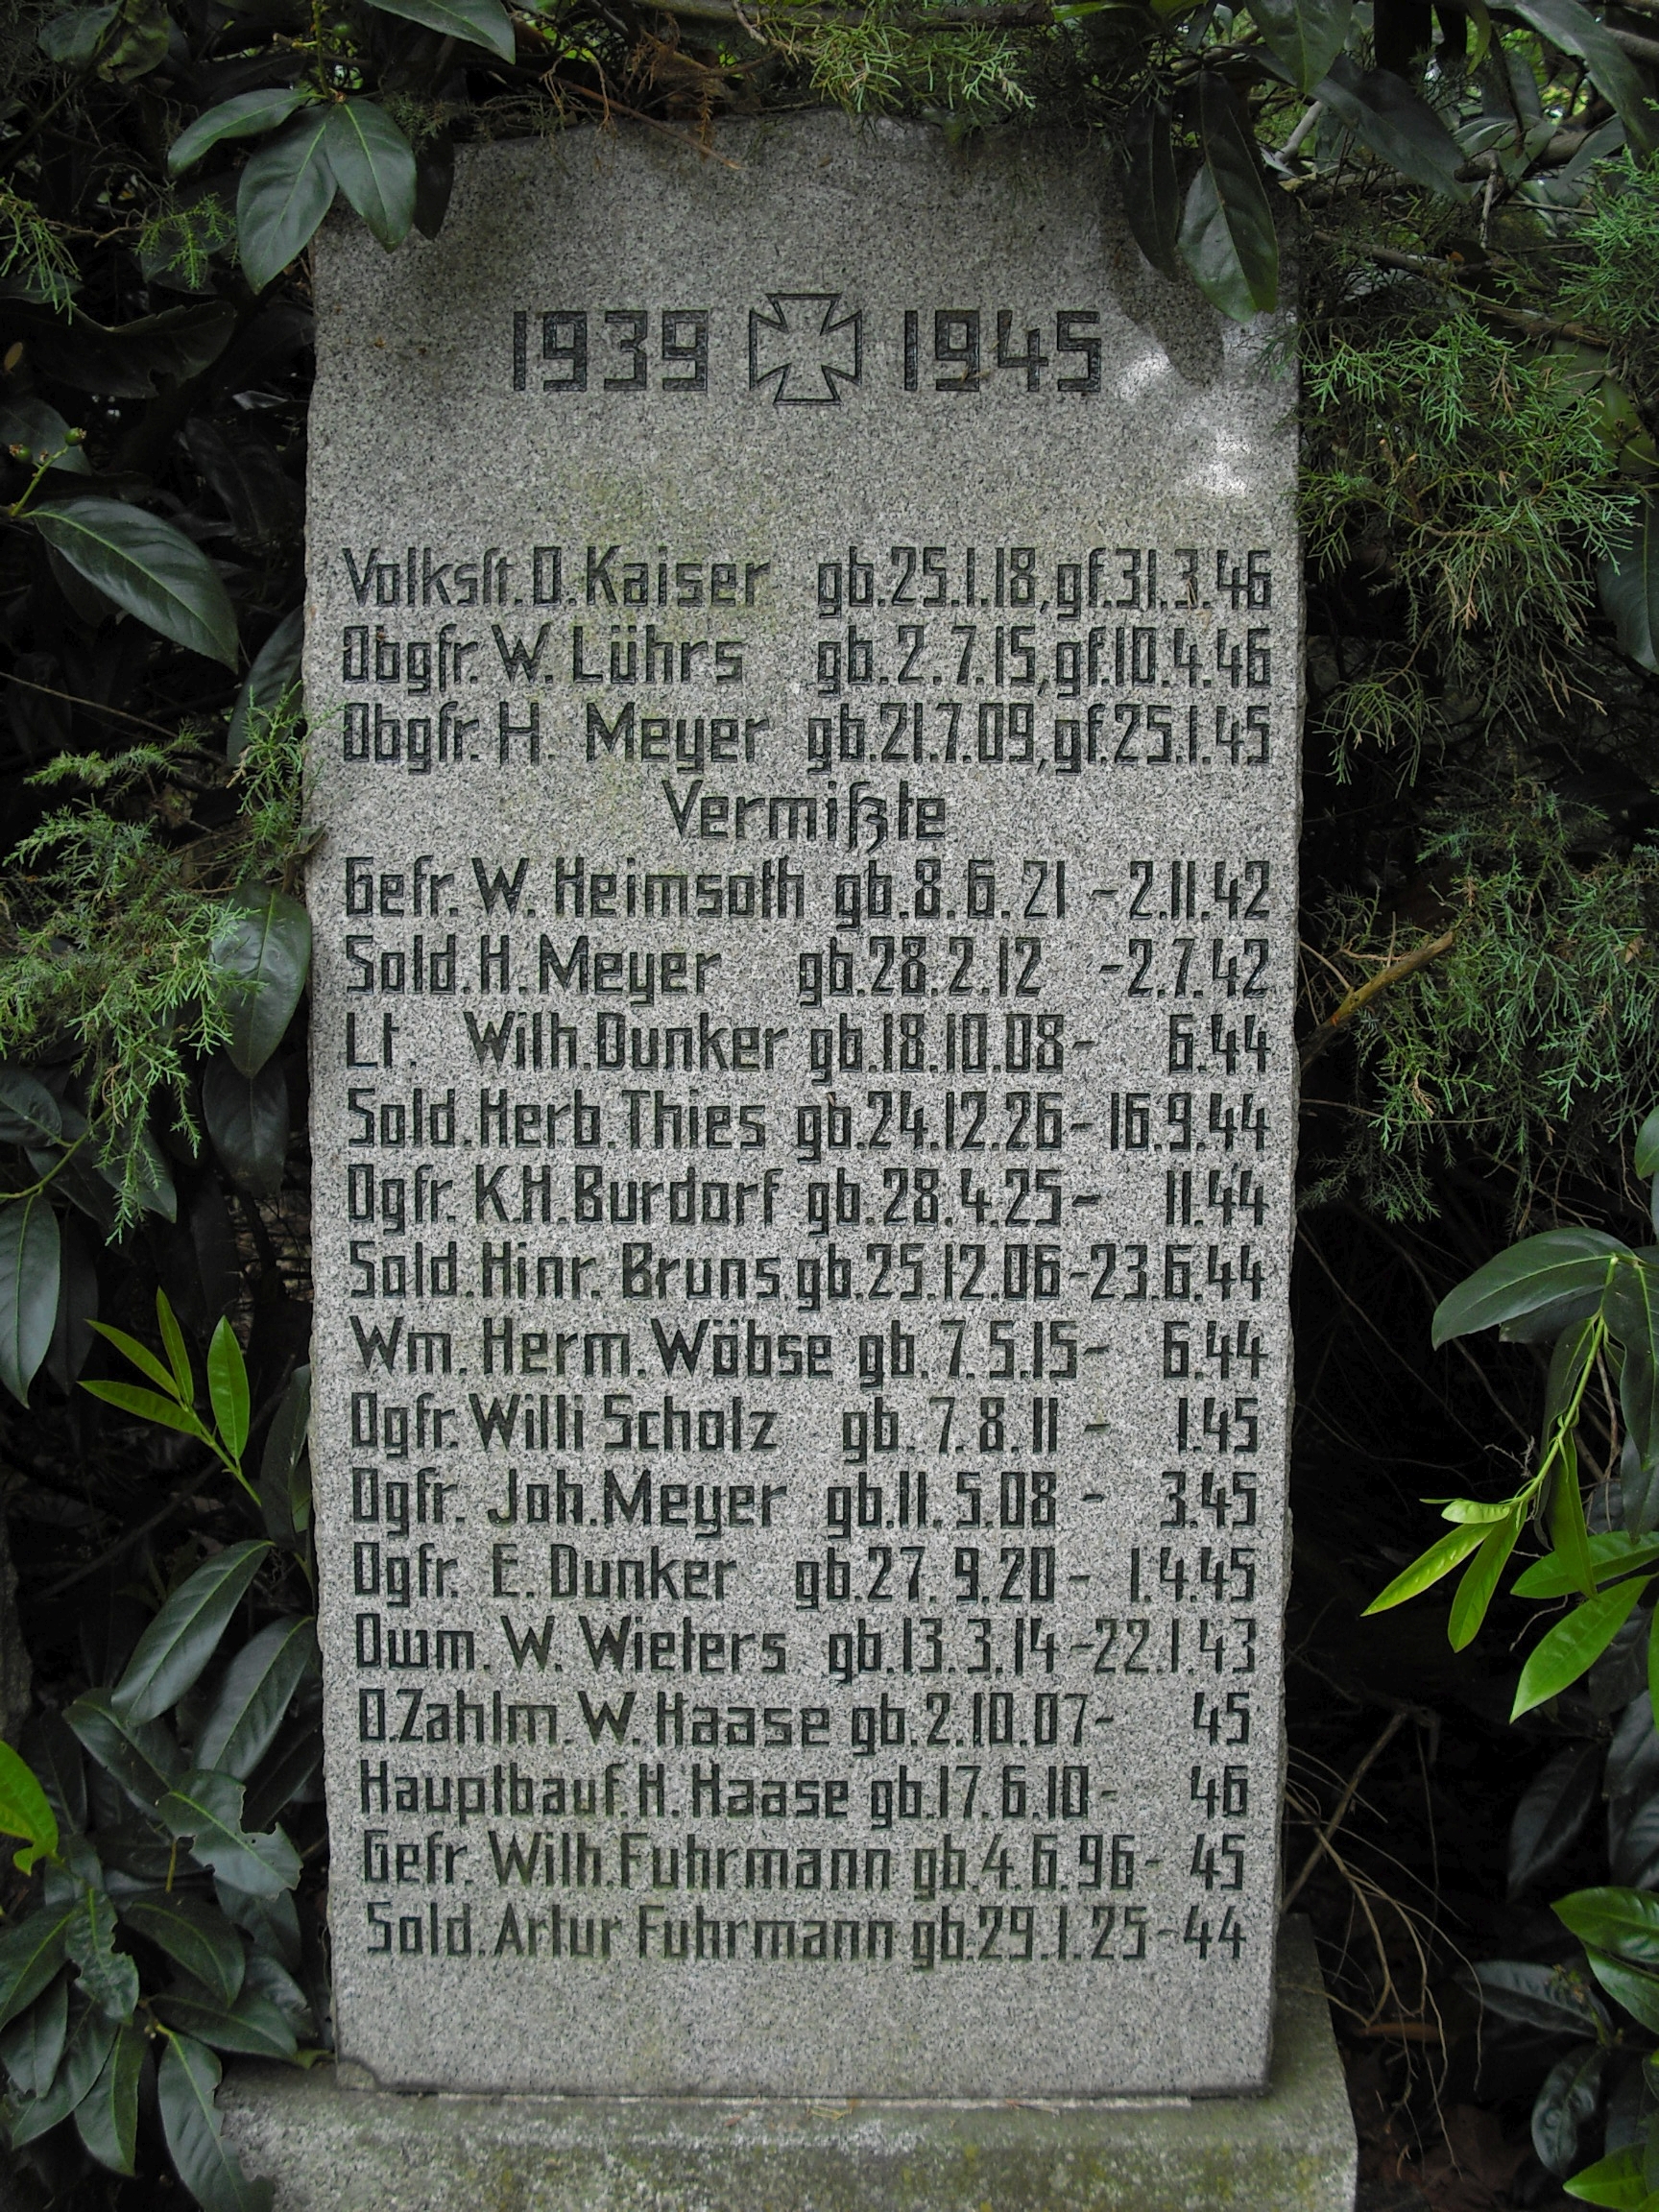 1939 1945
Volksst. O. Kaiser gb.25.1.18, gf.31.3.46
Obgfr. W. Lührs gb.2.7.15, gf.10.4.46
Obgfr. H. Meyer gb.21.7.09, gf.25.1.45
Vermißte
Gefr. W. Heimsoth gb.8.6.21 - 2.11.42
Sold. H. Meyer gb.28.2.12 - 2.7.42
Lt. Wilh. Dunker gb.18.10.08 - 6.44
Sold. Herb. Thies gb.24.12.26 - 16.9.44
Ogfr. K.H. Burdorf gb.28.4.25 - 11.44
Sold. Hinr. Bruns gb.25.12.06 - 23.6.44
Wm. Herm. Wöbse gb. 7.5.15 - 6.44
Ogfr. Willi Scholz gb. 7.8.11 - 1.45
Ogfr. Joh. Meyer gb.11.5.08 - 3.45
Ogfr. E. Dunker gb.27.9.20 - 1.4.45
Owm. W. Wieters gb.13.3.14 - 22.1.43
O.Zahlm. W. Haase gb.2.10.07 - 45
Hauptbauf. H. Haase gb.17.6.10 - 46
Gefr. Wilh. Fuhrmann gb.4.6.96 - 45
Sold. Artur Fuhrmann gb.29.1.25 - 44